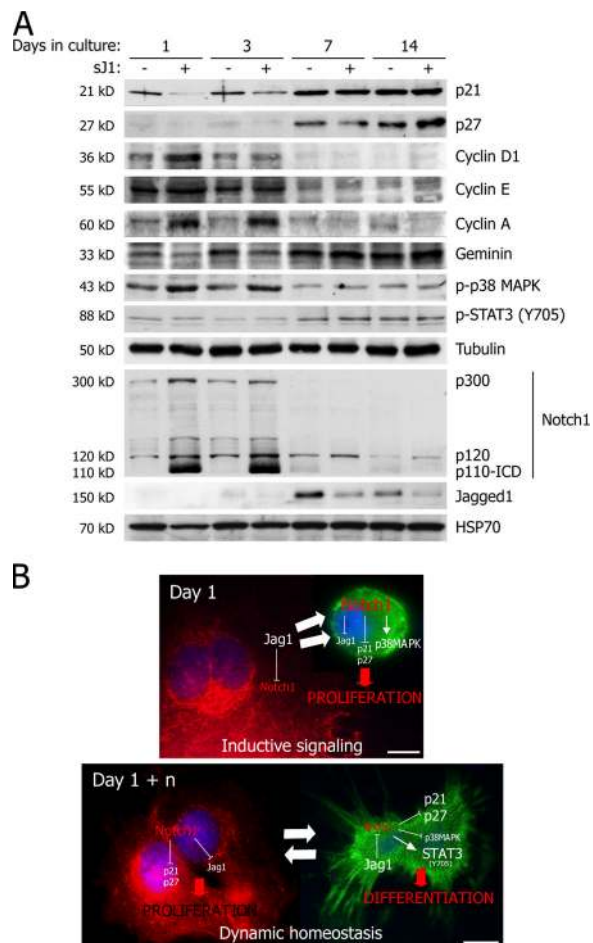 A
Days in culture: 1 3 7 14
sJ1: - + - + - + - +
21 kD p21
27 kD p27
36 kD Cyclin D1
55 kD Cyclin E
60 kD Cyclin A
33 kD Geminin
43 kD p-p38 MAPK
88 kD p-STAT3 (Y705)
50 kD Tubulin
300 kD p300
Notch1
120 kD p120
110 kD p110-ICD
150 kD Jagged1
70 kD HSP70
B
Day 1
Notch1
Jag1
Jag1 p21 p38MAPK
p27
Notch1
PROLIFERATION
Inductive signaling
Day 1 + n
p21
p27
Notch1
p38MAPK
p21 Jag1
p27
Jag1 STAT3
(Y705)
PROLIFERATION DIFFERENTIATION
Dynamic homeostasis